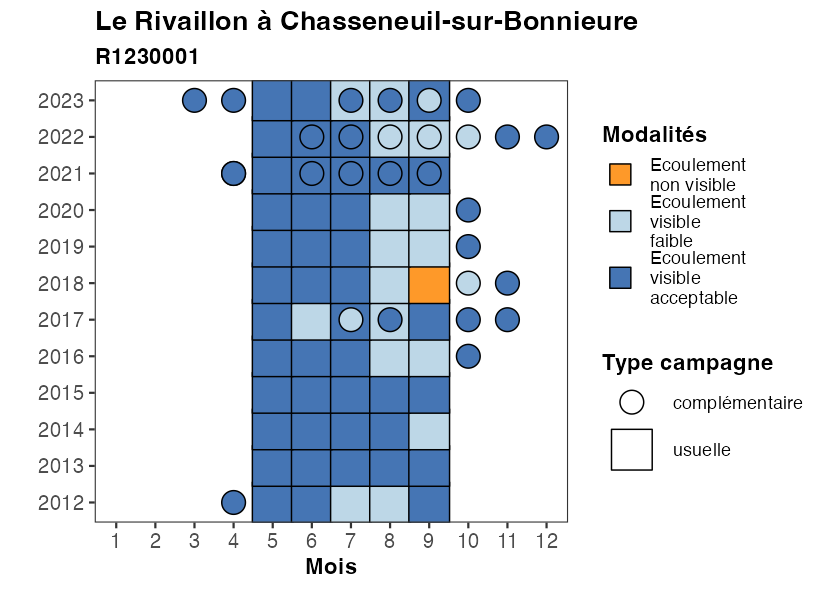 Le Rivaillon à Chasseneuil-sur-Bonnieure
R1230001
2023
2022
2021
2020
2019
2018
2017
2016
2015
2014
2013
2012
1 2 3 4 5 6 7 8 9 10 11 12
Mois
Modalités
Ecoulement
non visible
Ecoulement
visible
faible
Ecoulement
visible
acceptable
Type campagne
complémentaire
usuelle